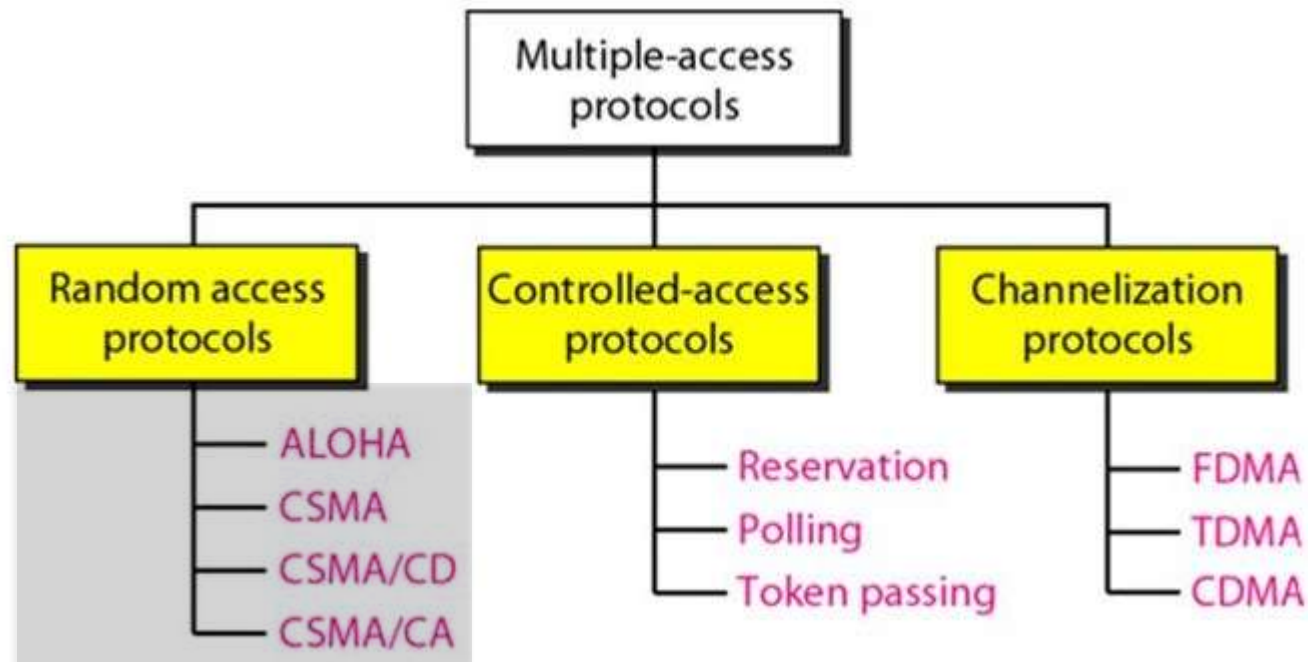 Multiple-access
protocols
Random access
protocols
ALOHA
CSMA
CSMA/CD
CSMA/CA
Controlled-access
protocols
Reservation
Polling
Token passing
Channelization
protocols
FDMA
TDMA
CDMA